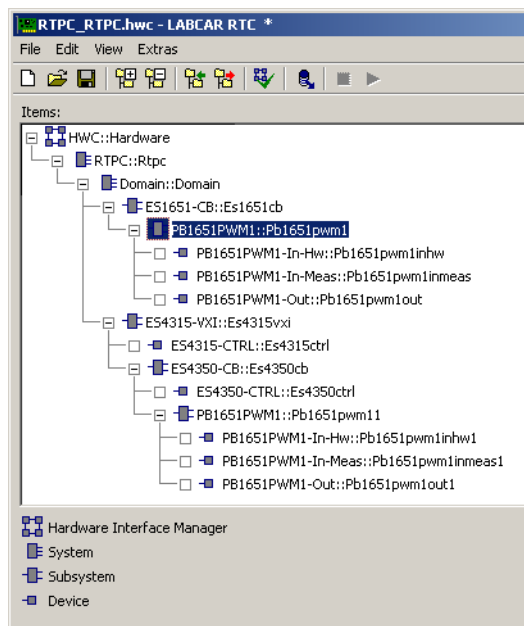 RTPC_RTPC.hwc - LABCAR RTC *
File Edit View Extras
Items:
HWC::Hardware
RTPC::Rtpc
Domain::Domain
ES1651-CB::Es1651cb
PB1651PWM1::Pb1651pwm1
PB1651PWM1-In-Hw::Pb1651pwm1inhw
PB1651PWM1-In-Meas::Pb1651pwm1inmeas
PB1651PWM1-Out::Pb1651pwm1out
ES4315-VXI::Es4315vxi
ES4315-CTRL::Es4315ctrl
ES4350-CB::Es4350cb
ES4350-CTRL::Es4350ctrl
PB1651PWM1::Pb1651pwm11
PB1651PWM1-In-Hw::Pb1651pwm1inhw1
PB1651PWM1-In-Meas::Pb1651pwm1inmeas1
PB1651PWM1-Out::Pb1651pwm1out1
Hardware Interface Manager
System
Subsystem
Device